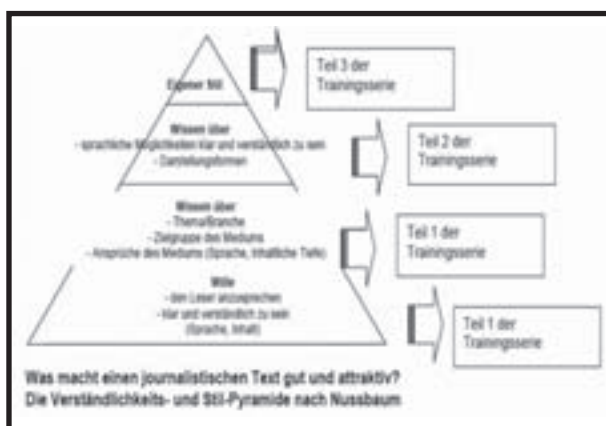 Eigener Stil
Teil 3 der
Trainingsserie
Wissen über
- sprachliche Möglichkeiten klar und verständlich zu sein
- Darstellungsformen
Teil 2 der
Trainingsserie
Wissen über
- Thema/Branche
- Zielgruppe des Mediums
- Ansprüche des Mediums (Sprache, Inhaltliche Tiefe)
Teil 1 der
Trainingsserie
Wille
- den Leser anzusprechen
- klar und verständlich zu sein
(Sprache, Inhalt)
Teil 1 der
Trainingsserie
Was macht einen journalistischen Text gut und attraktiv?
Die Verständlichkeits- und Stil-Pyramide nach Nussbaum